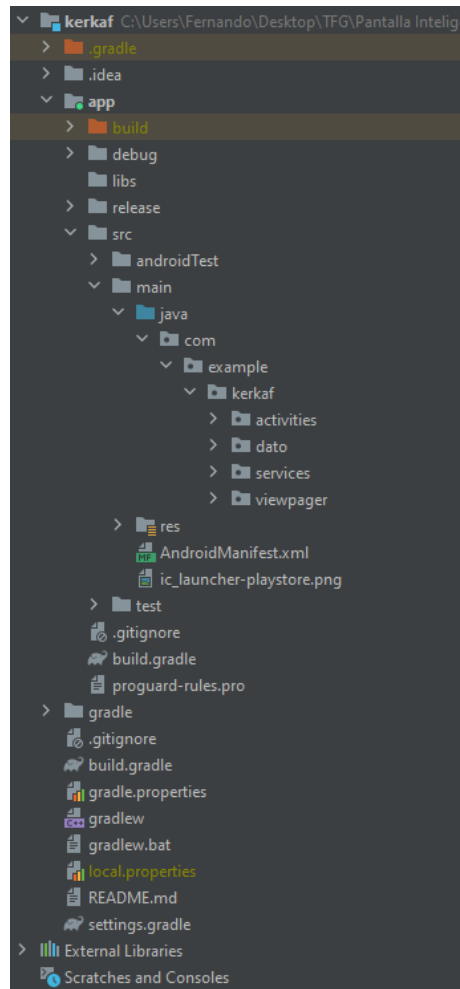 kerkaf C:\Users\Fernando\Desktop\TFG\Pantalla Intelig
.gradle
.idea
app
build
debug
libs
release
src
androidTest
main
java
com
example
kerkaf
activities
dato
services
viewpager
res
MF AndroidManifest.xml
ic_launcher-playstore.png
test
.gitignore
build.gradle
proguard-rules.pro
gradle
.gitignore
build.gradle
gradle.properties
C++ gradlew
gradlew.bat
local.properties
README.md
settings.gradle
External Libraries
Scratches and Consoles